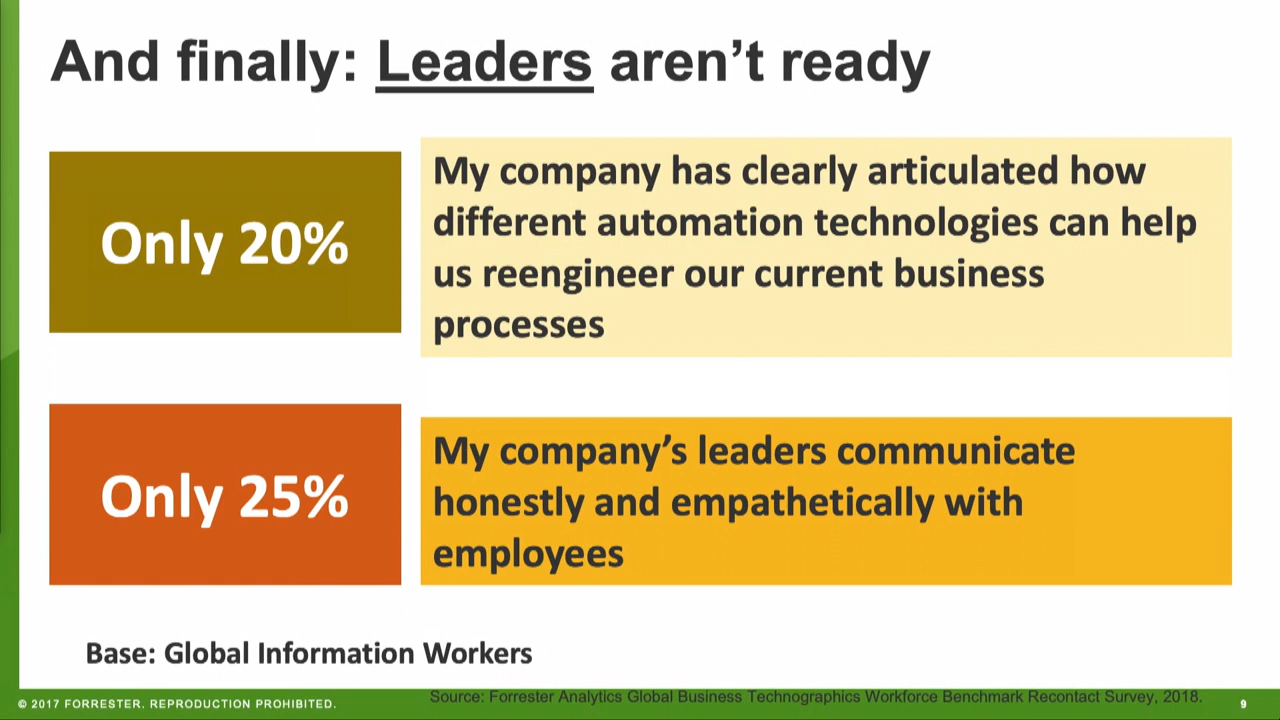 And finally: Leaders aren’t ready
Only 20%
My company has clearly articulated how
different automation technologies can help
us reengineer our current business
processes
Only 25%
My company’s leaders communicate
honestly and empathetically with
employees
Base: Global Information Workers
Source: Forrester Analytics Global Business Technographics Workforce Benchmark Recontact Survey, 2018.
© 2017 FORRESTER. REPRODUCTION PROHIBITED.
9